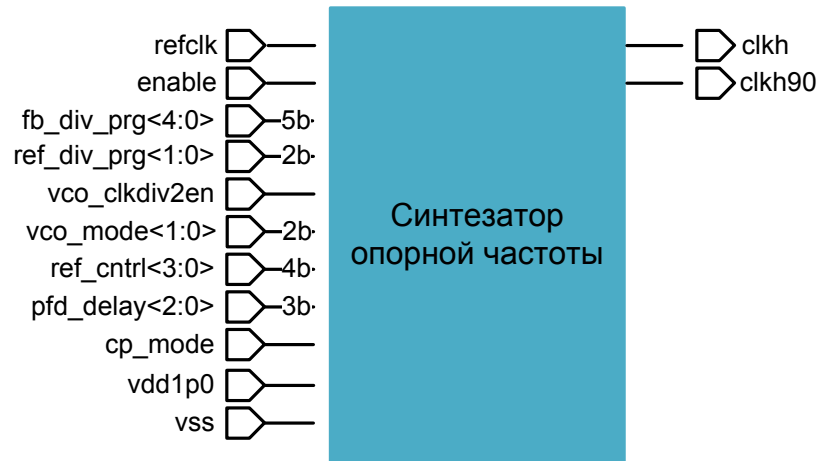 refclk
enable
fb_div_prg<4:0> 5b
ref_div_prg<1:0> 2b
vco_clkdiv2en
vco_mode<1:0> 2b
ref_cntrl<3:0> 4b
pfd_delay<2:0> 3b
cp_mode
vdd1p0
vss
Синтезатор
опорной частоты
clkh
clkh90